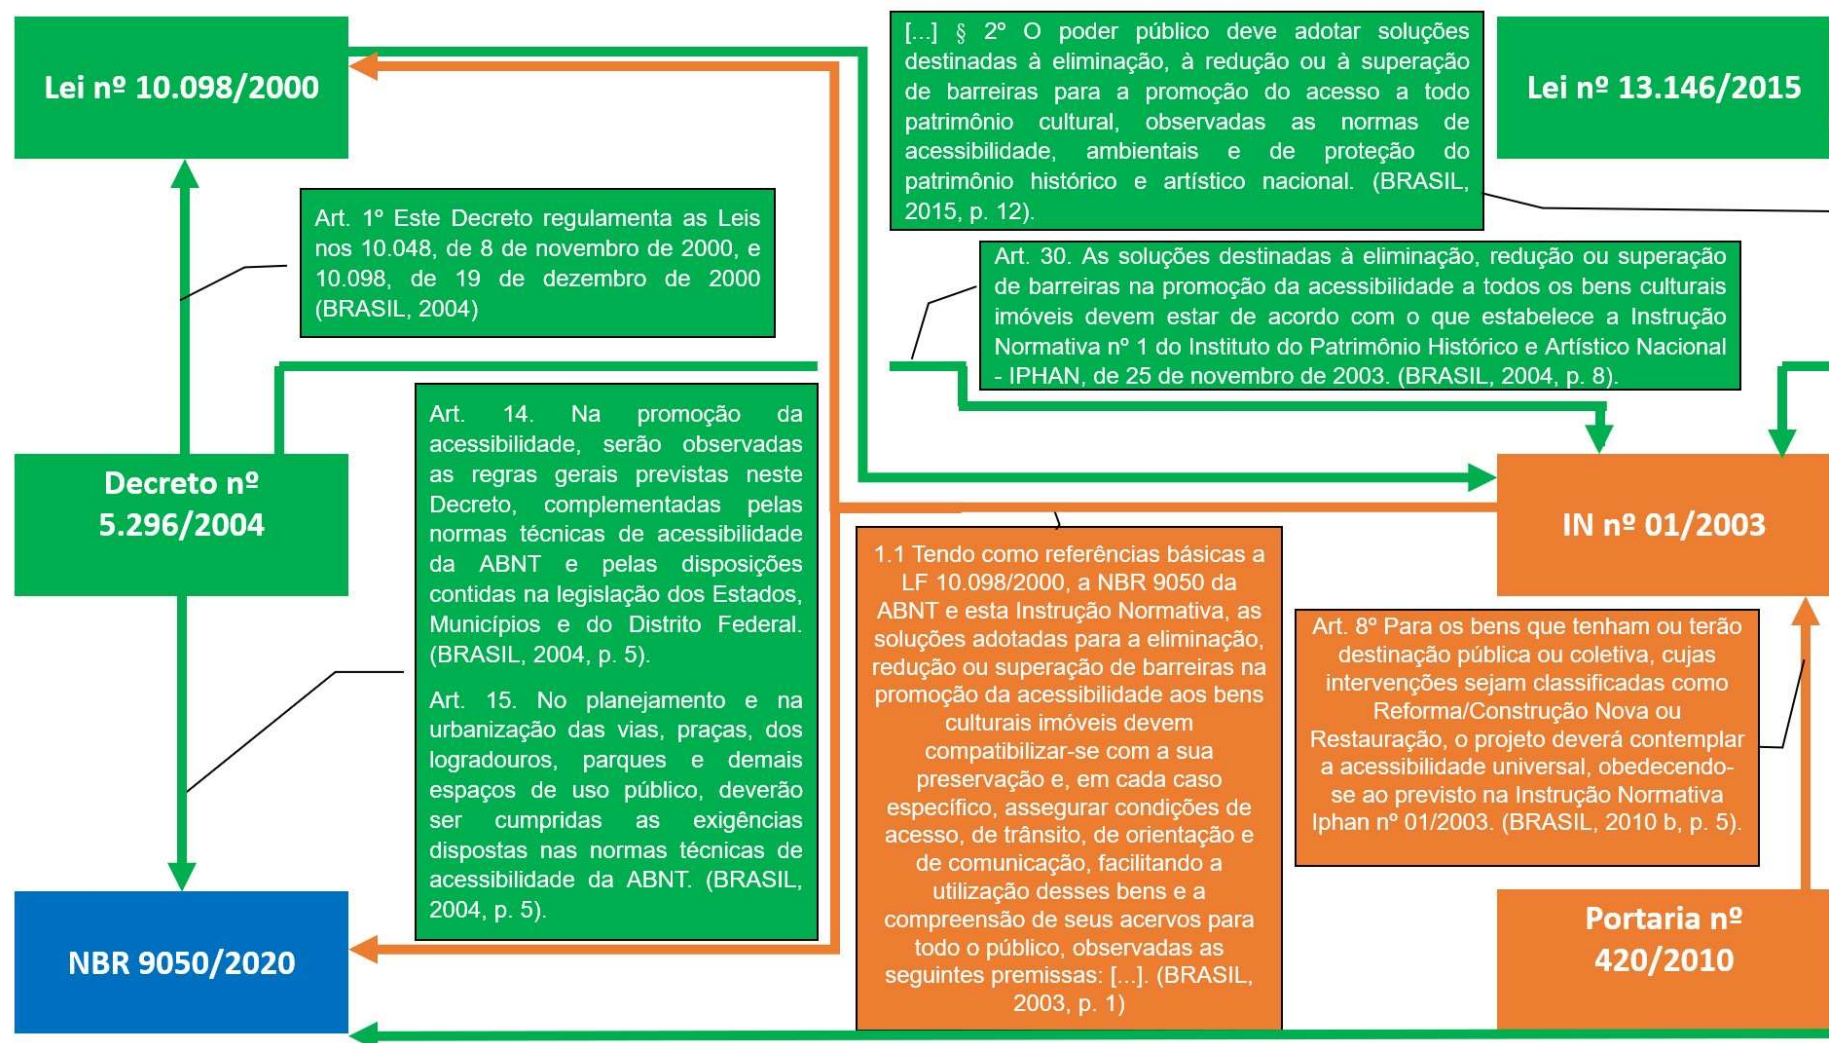 Lei nº 10.098/2000
[...] § 2º O poder público deve adotar soluções
destinadas à eliminação, à redução ou à superação
de barreiras para a promoção do acesso a todo
patrimônio cultural, observadas as normas de
acessibilidade, ambientais e de proteção do
patrimônio histórico e artístico nacional. (BRASIL,
2015, p. 12).
Lei nº 13.146/2015
Art. 1º Este Decreto regulamenta as Leis
nos 10.048, de 8 de novembro de 2000, e
10.098, de 19 de dezembro de 2000
(BRASIL, 2004)
Art. 30. As soluções destinadas à eliminação, redução ou superação
de barreiras na promoção da acessibilidade a todos os bens culturais
imóveis devem estar de acordo com o que estabelece a Instrução
Normativa nº 1 do Instituto do Patrimônio Histórico e Artístico Nacional
- IPHAN, de 25 de novembro de 2003. (BRASIL, 2004, p. 8).
Decreto nº
5.296/2004
Art. 14. Na promoção da
acessibilidade, serão observadas
as regras gerais previstas neste
Decreto, complementadas pelas
normas técnicas de acessibilidade
da ABNT e pelas disposições
contidas na legislação dos Estados,
Municípios e do Distrito Federal.
(BRASIL, 2004, p. 5).
Art. 15. No planejamento e na
urbanização das vias, praças, dos
logradouros, parques e demais
espaços de uso público, deverão
ser cumpridas as exigências
dispostas nas normas técnicas de
acessibilidade da ABNT. (BRASIL,
2004, p. 5).
IN nº 01/2003
1.1 Tendo como referências básicas a
LF 10.098/2000, a NBR 9050 da
ABNT e esta Instrução Normativa, as
soluções adotadas para a eliminação,
redução ou superação de barreiras na
promoção da acessibilidade aos bens
culturais imóveis devem
compatibilizar-se com a sua
preservação e, em cada caso
específico, assegurar condições de
acesso, de trânsito, de orientação e
de comunicação, facilitando a
utilização desses bens e a
compreensão de seus acervos para
todo o público, observadas as
seguintes premissas: [...]. (BRASIL,
2003, p. 1)
Art. 8º Para os bens que tenham ou terão
destinação pública ou coletiva, cujas
intervenções sejam classificadas como
Reforma/Construção Nova ou
Restauração, o projeto deverá contemplar
a acessibilidade universal, obedecendo-
se ao previsto na Instrução Normativa
Iphan nº 01/2003. (BRASIL, 2010 b, p. 5).
NBR 9050/2020
Portaria nº
420/2010